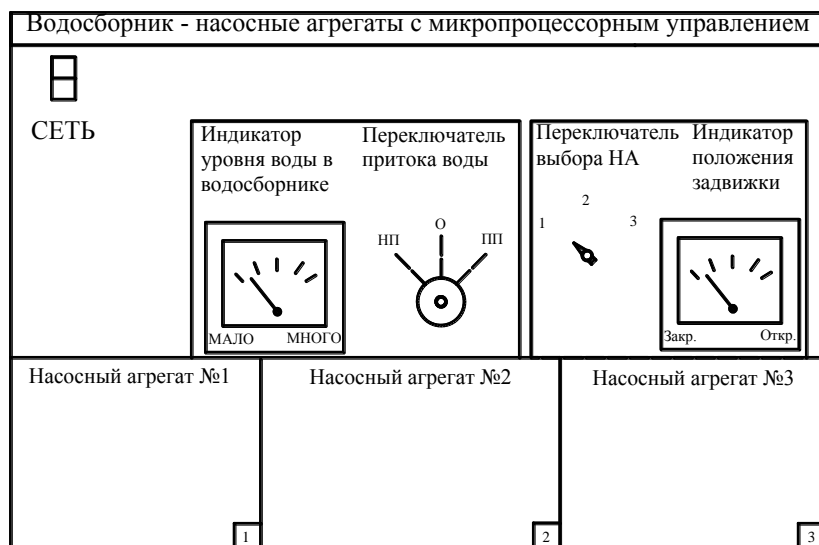 Водосборник - насосные агрегаты с микропроцессорным управлением
СЕТЬ
Индикатор
уровня воды в
водосборнике
Переключатель
притока воды
НП
О
ПП
МАЛО
МНОГО
Переключатель
выбора НА
1
2
3
Индикатор
положения
задвижки
Закр.
Откр.
Насосный агрегат №1
1
Насосный агрегат №2
2
Насосный агрегат №3
3